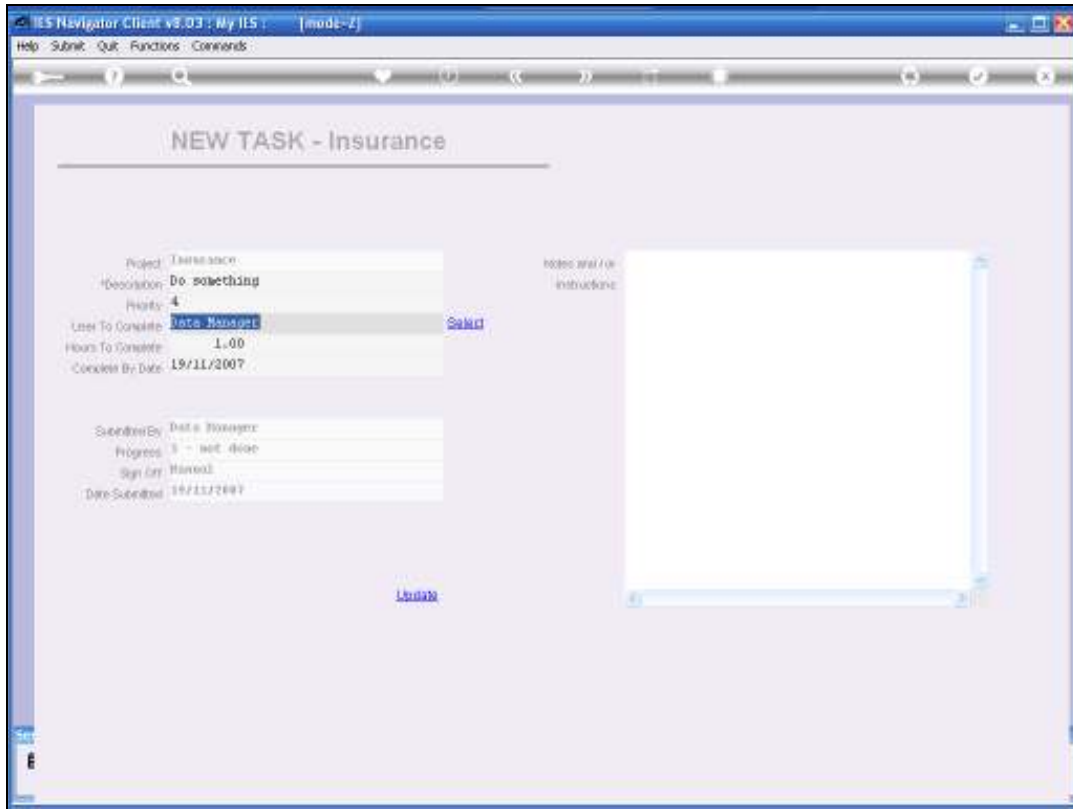 IES Navigator Client v8.03 : My IES : [mode-Z]
Help Submit Quit Functions Commands
NEW TASK - Insurance
Project Insurance
*Description Do something
Priority 4
User To Complete Data Manager Select
Hours To Complete 1.00
Complete By Date 19/11/2007
Notes and / or
instructions
Submitted By Data Manager
Progress - not done
Sign Off Manual
Date Submitted 19/11/2007
Update